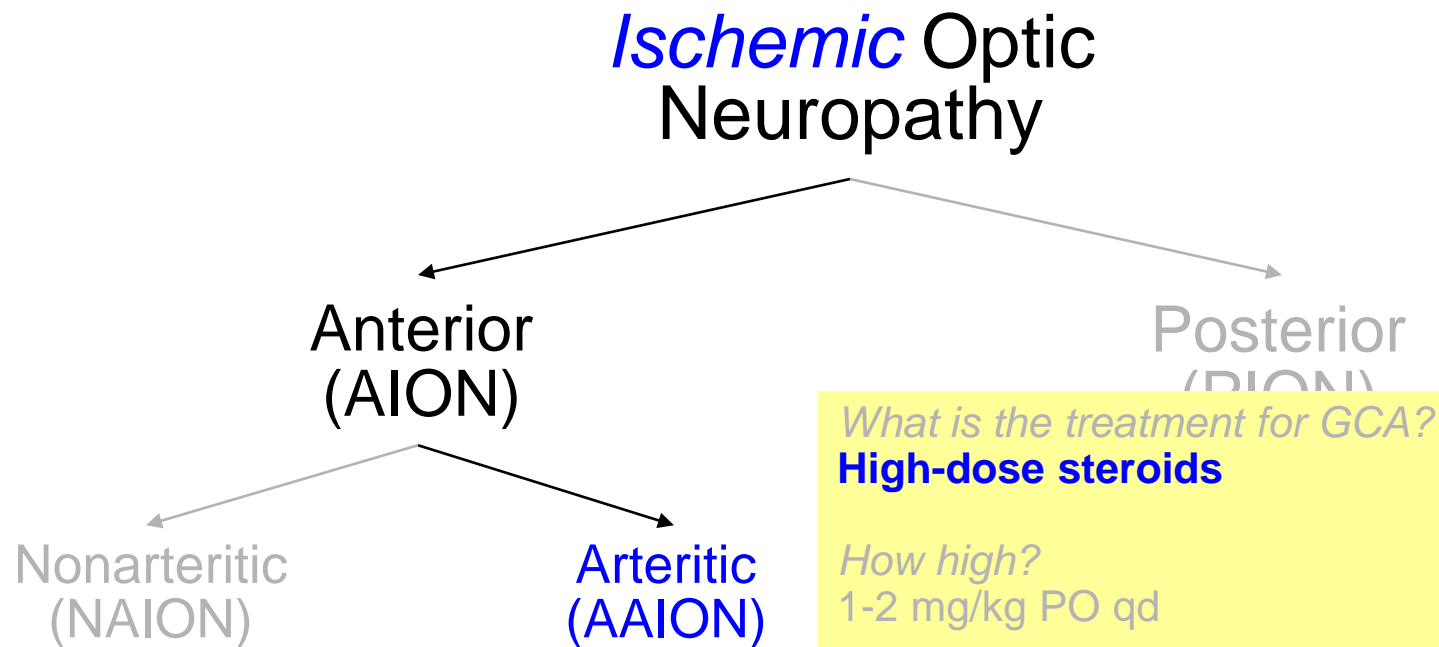 Ischemic Optic
Neuropathy
Anterior
(AION)
Posterior
(PION)
What is the treatment for GCA?
High-dose steroids
How high?
1-2 mg/kg PO qd
Nonarteritic
(NAION)
Arteritic
(AAION)